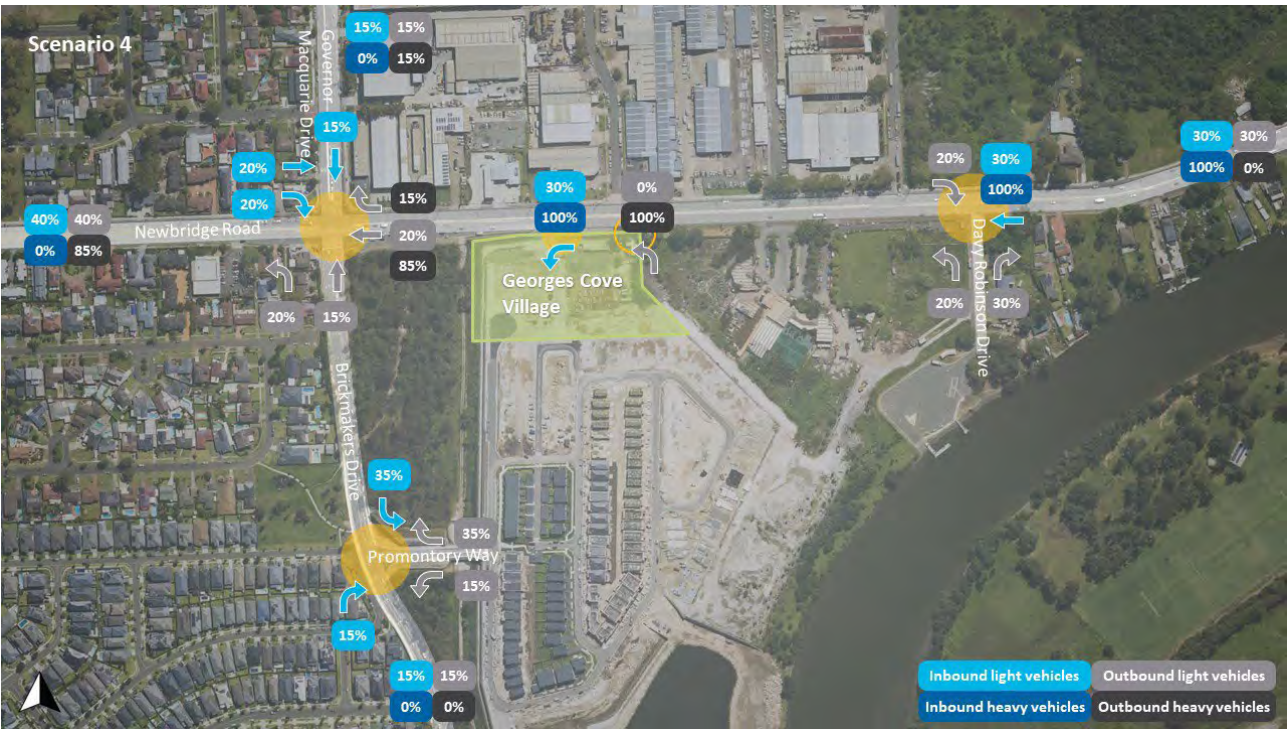 Scenario 4
Governor
Macquarie Drive
15% 15%
0% 15%
15%
20%
20%
15%
20%
85%
40% 40%
0% 85%
Newbridge Road
20% 15%
30%
100%
0%
100%
Georges Cove
Village
20% 30%
100%
30% 30%
100% 0%
20% 30%
Davy Robinson Drive
Brickmakers Drive
35%
35%
Promontory Way
15%
15%
15% 15%
0% 0%
Inbound light vehicles Outbound light vehicles
Inbound heavy vehicles Outbound heavy vehicles